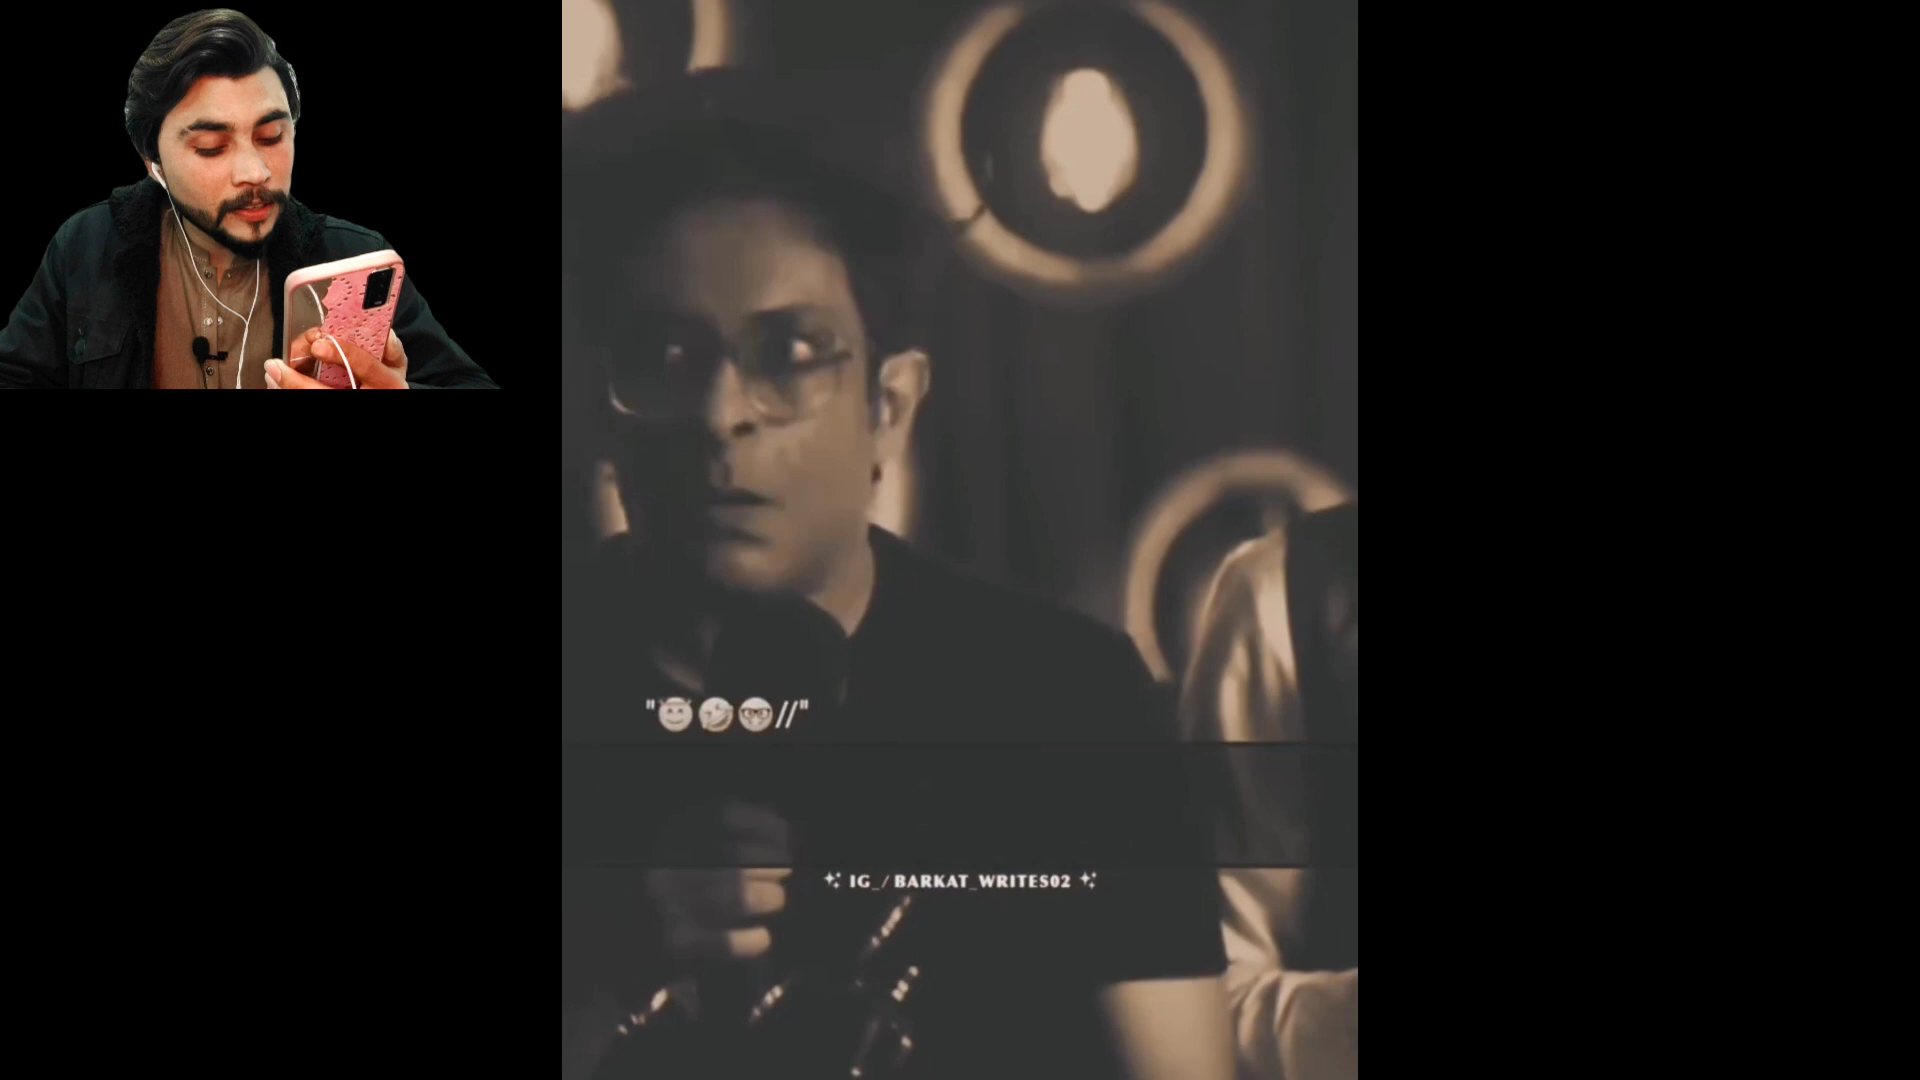 "😇🤣🤓//"
✨ IG_/ BARKAT_WRITES02 ✨